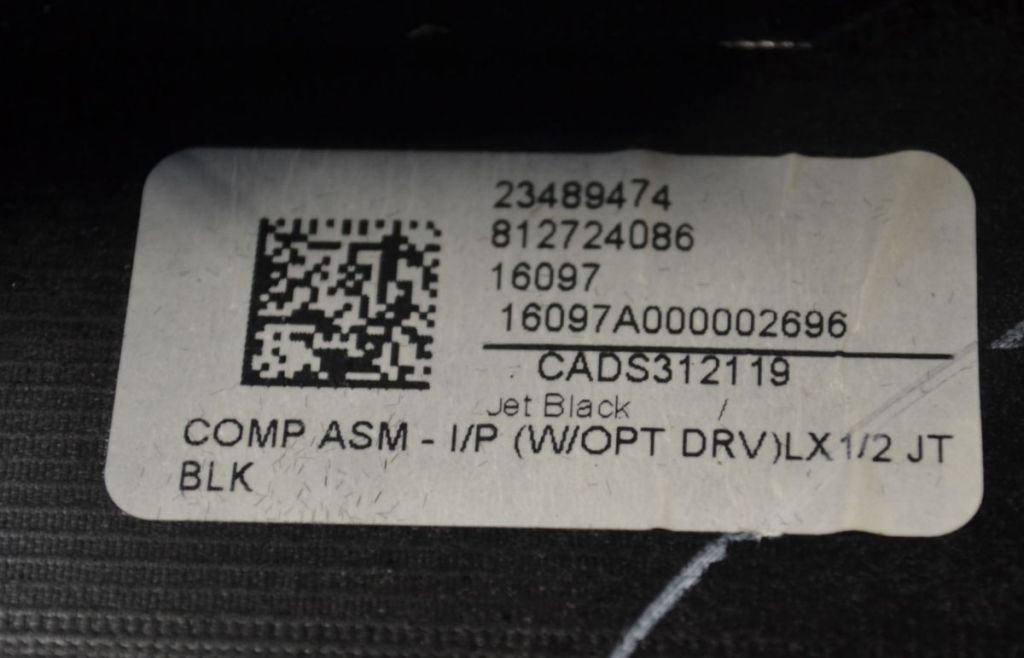 23489474
812724086
16097
16097A000002696
CADS312119
Jet Black /
COMP ASM - I/P (W/OPT DRV)LX1/2 JT
BLK